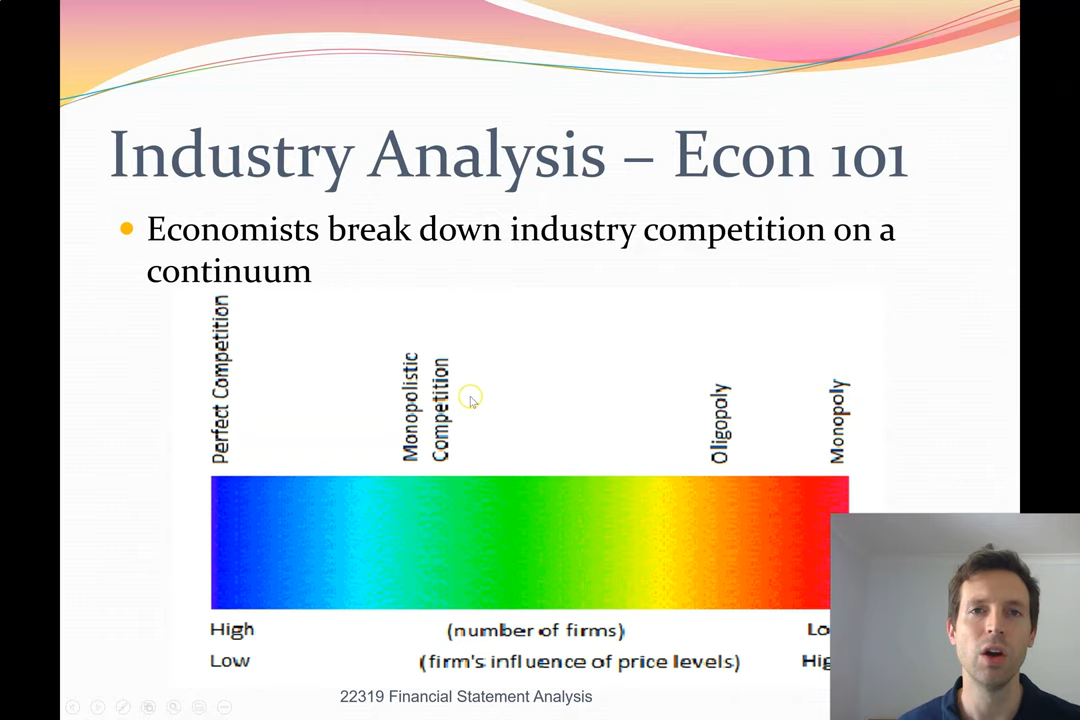 Industry Analysis – Econ 101
Economists break down industry competition on a
continuum
Perfect Competition
Monopolistic
Competition
Oligopoly
Monopoly
High (number of firms)
Low (firm's influence of price levels)
22319 Financial Statement Analysis